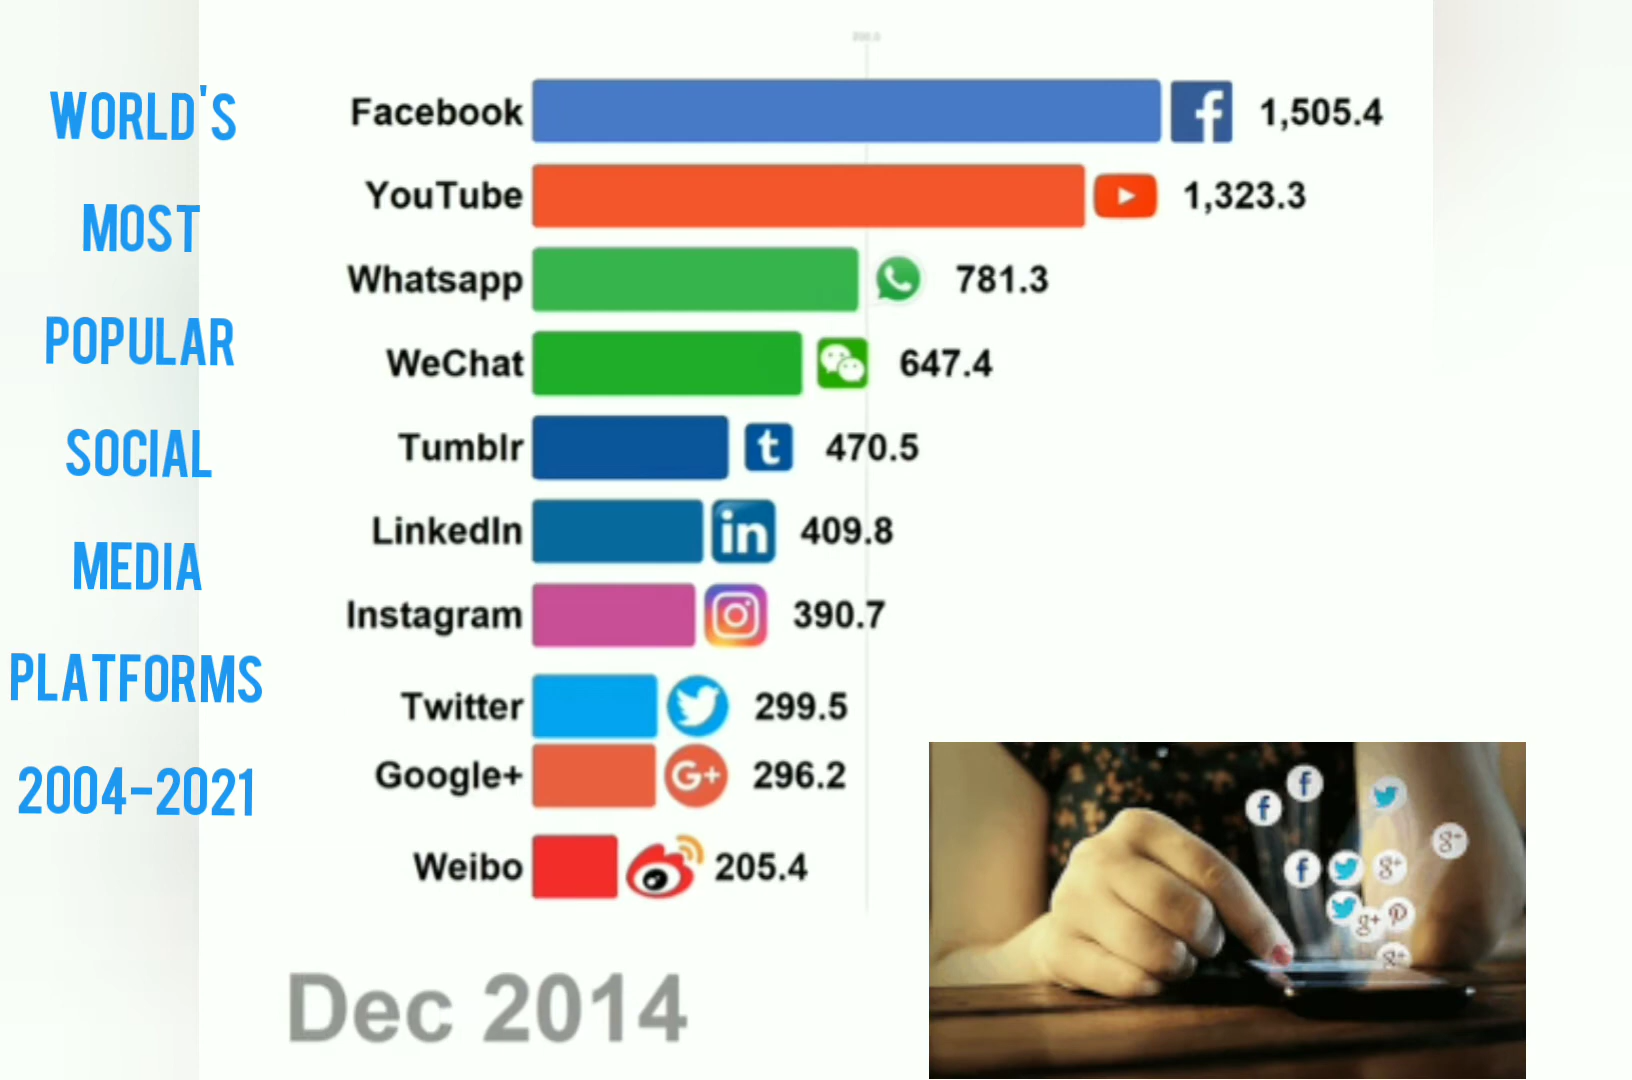 WORLD'S
MOST
POPULAR
SOCIAL
MEDIA
PLATFORMS
2004-2021
Facebook 1,505.4
YouTube 1,323.3
Whatsapp 781.3
WeChat 647.4
Tumblr 470.5
LinkedIn 409.8
Instagram 390.7
Twitter 299.5
Google+ 296.2
Weibo 205.4
Dec 2014